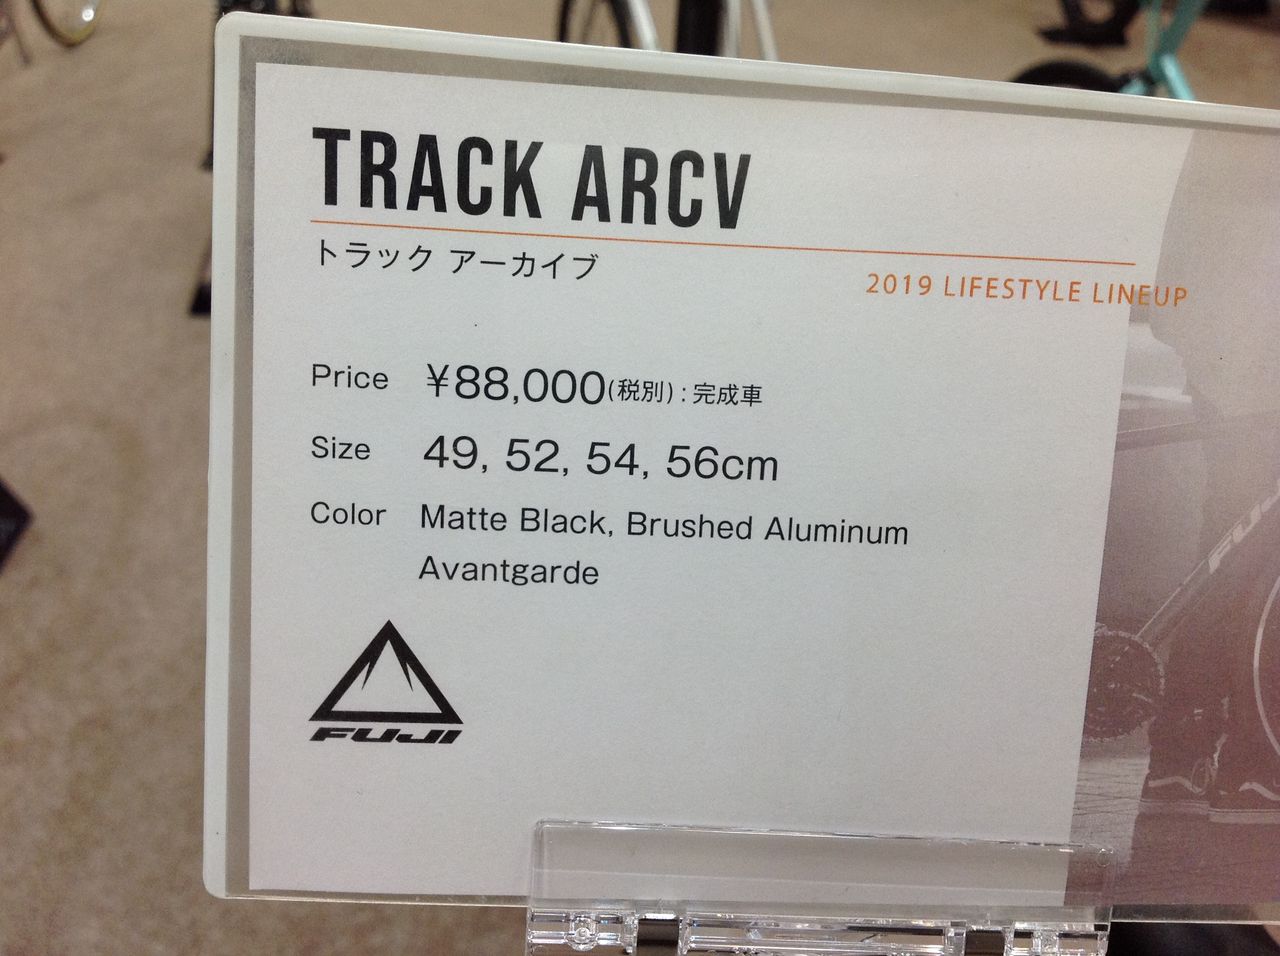 TRACK ARCV
トラック アーカイブ
2019 LIFESTYLE LINEUP
Price ¥88,000(税別) : 完成車
Size 49, 52, 54, 56cm
Color Matte Black, Brushed Aluminum
Avantgarde
FUJI